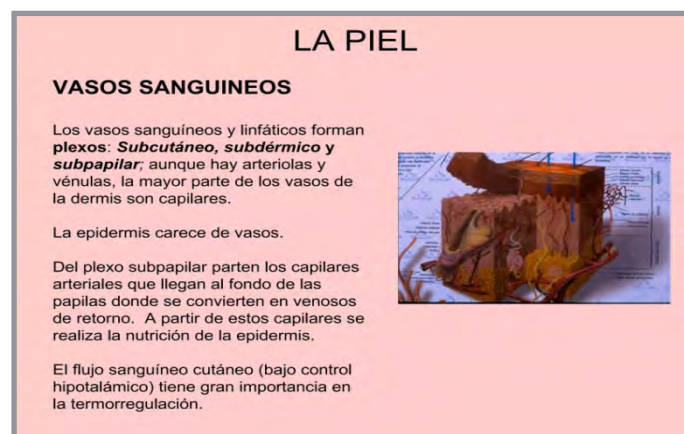 LA PIEL
VASOS SANGUINEOS
Los vasos sanguíneos y linfáticos forman
plexos: Subcutáneo, subdérmico y
subpapilar; aunque hay arteriolas y
vénulas, la mayor parte de los vasos de
la dermis son capilares.
La epidermis carece de vasos.
Del plexo subpapilar parten los capilares
arteriales que llegan al fondo de las
papilas donde se convierten en venosos
de retorno. A partir de estos capilares se
realiza la nutrición de la epidermis.
El flujo sanguíneo cutáneo (bajo control
hipotalámico) tiene gran importancia en
la termorregulación.